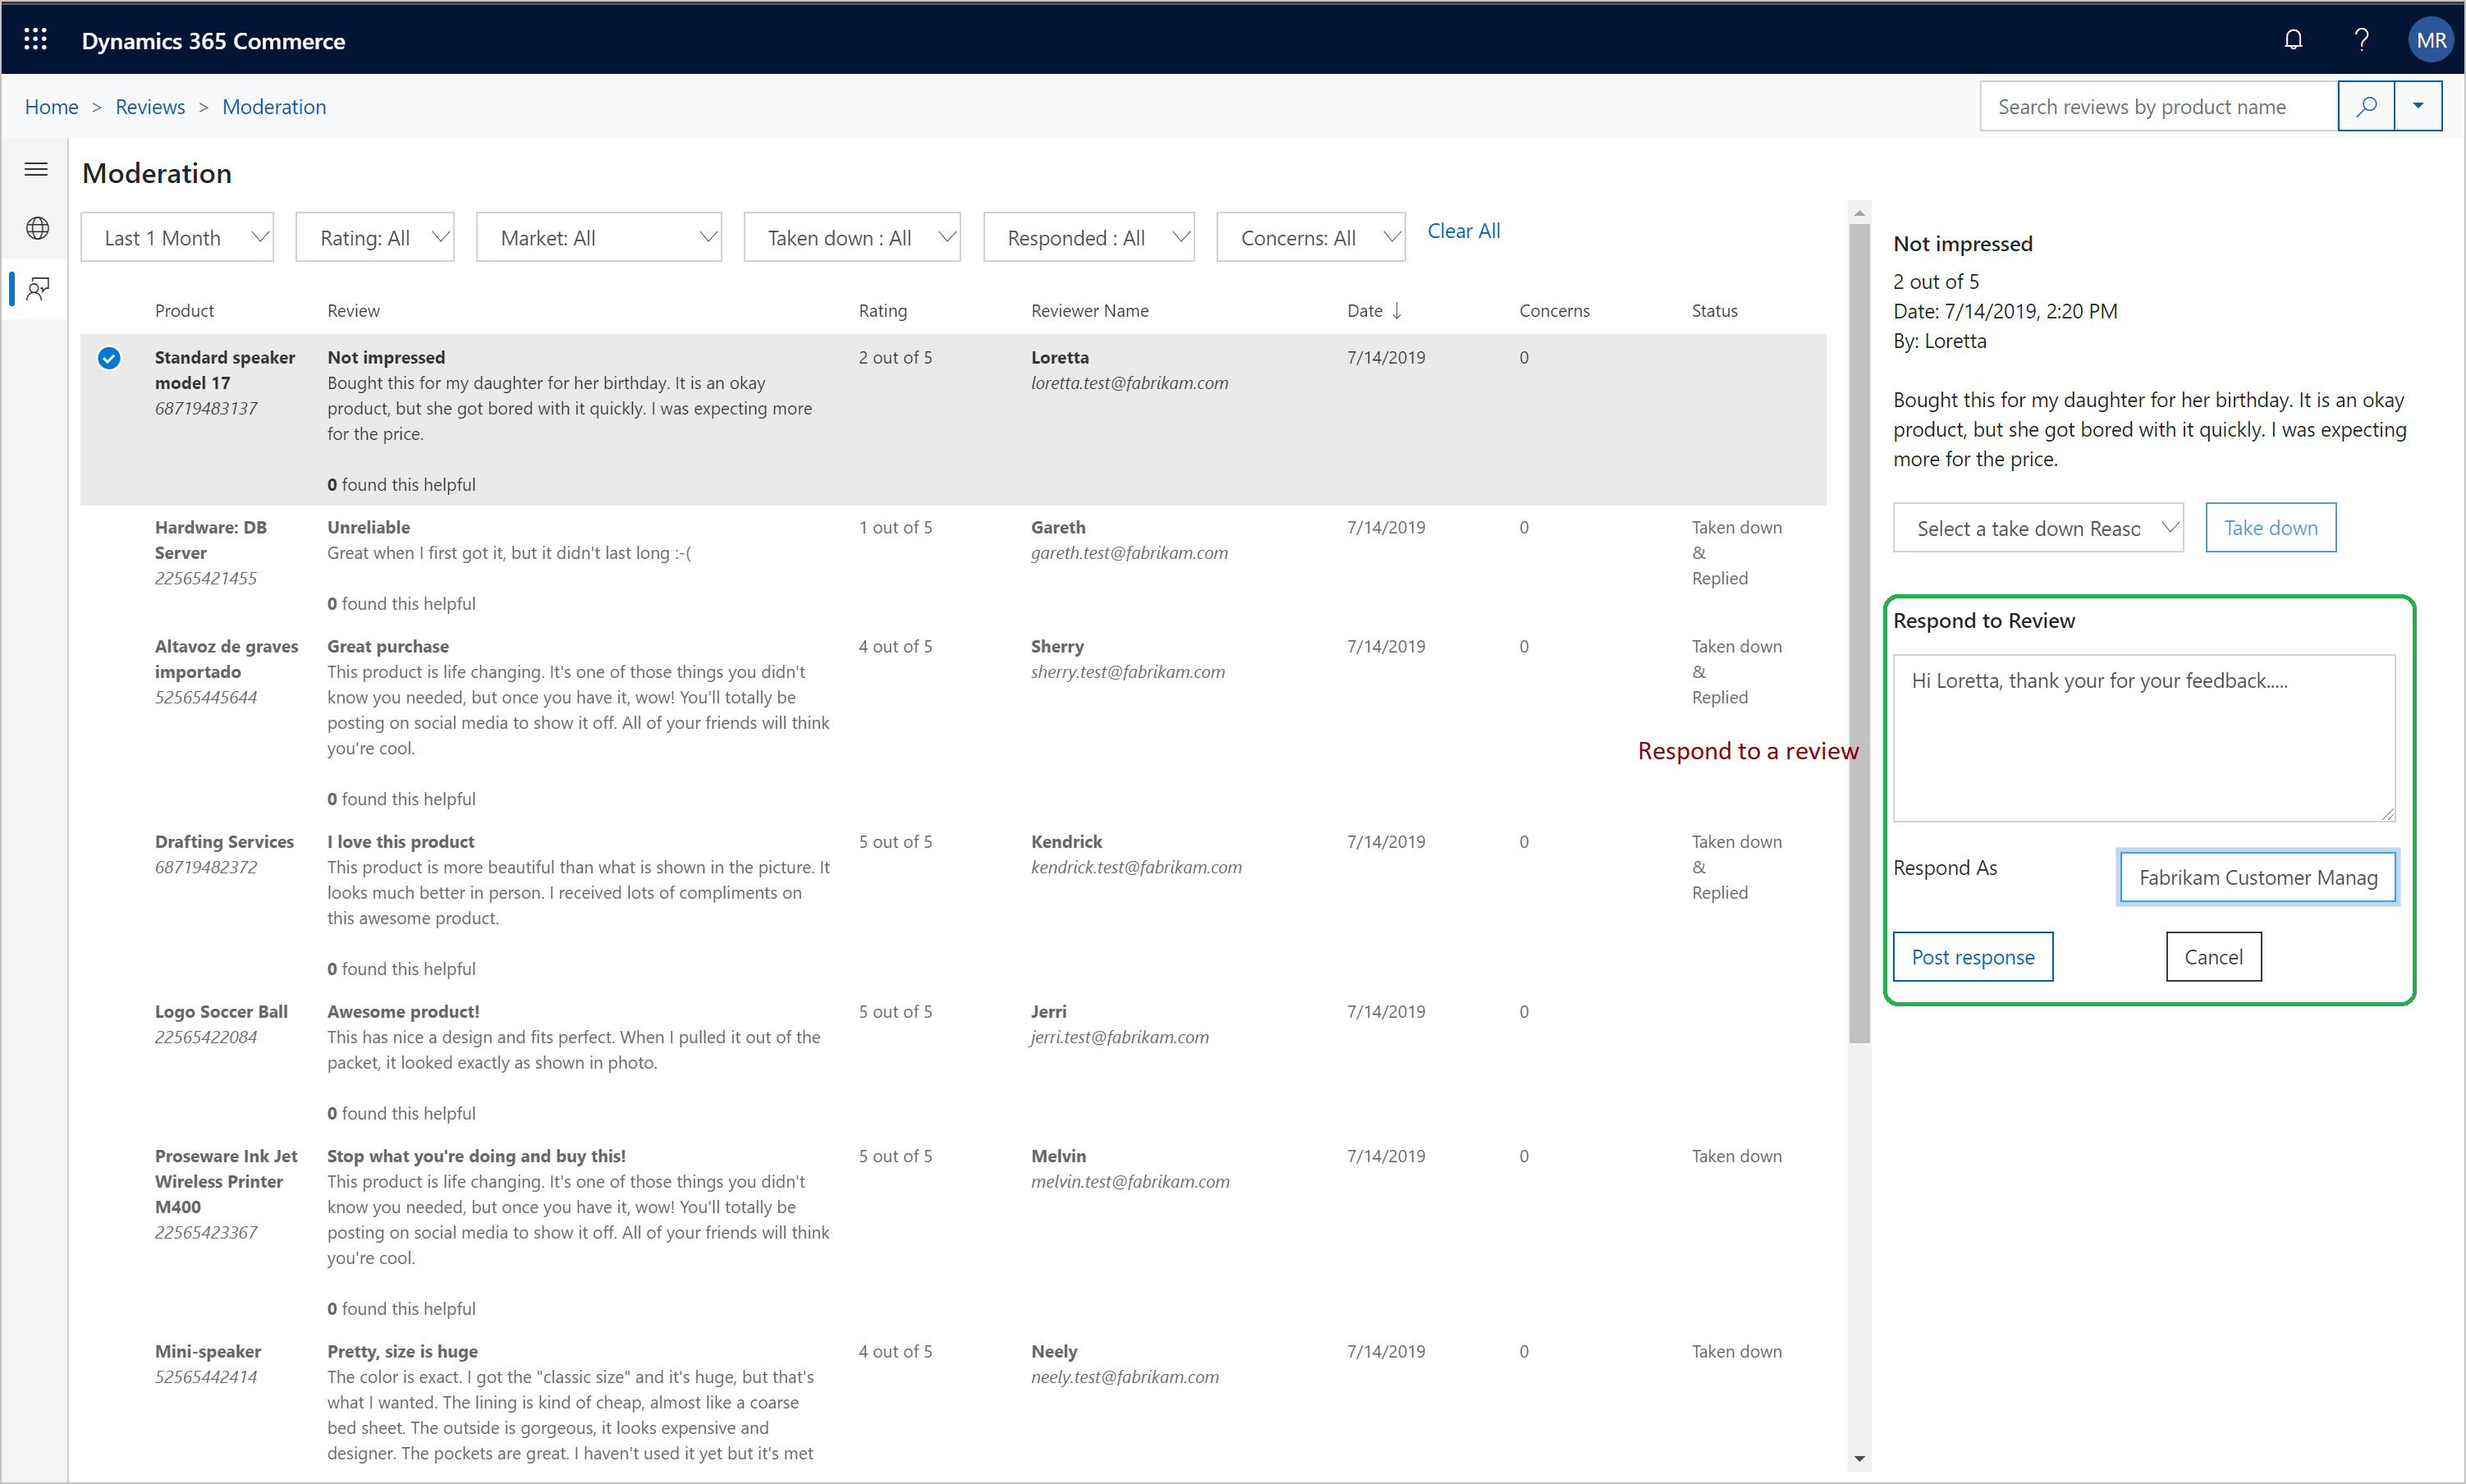 Dynamics 365 Commerce
? MR
Home > Reviews > Moderation
Search reviews by product name
Moderation
Last 1 Month Rating: All Market: All Taken down : All Responded : All Concerns: All Clear All
Product Review Rating Reviewer Name Date ↓ Concerns Status
Standard speaker
model 17
68719483137
Not impressed
Bought this for my daughter for her birthday. It is an okay
product, but she got bored with it quickly. I was expecting more
for the price.
0 found this helpful
2 out of 5
Loretta
loretta.test@fabrikam.com
7/14/2019
0
Hardware: DB
Server
22565421455
Unreliable
Great when I first got it, but it didn't last long :-(
0 found this helpful
1 out of 5
Gareth
gareth.test@fabrikam.com
7/14/2019
0
Taken down
&
Replied
Altavoz de graves
importado
52565445644
Great purchase
This product is life changing. It's one of those things you didn't
know you needed, but once you have it, wow! You'll totally be
posting on social media to show it off. All of your friends will think
you're cool.
0 found this helpful
4 out of 5
Sherry
sherry.test@fabrikam.com
7/14/2019
0
Taken down
&
Replied
Drafting Services
68719482372
I love this product
This product is more beautiful than what is shown in the picture. It
looks much better in person. I received lots of compliments on
this awesome product.
0 found this helpful
5 out of 5
Kendrick
kendrick.test@fabrikam.com
7/14/2019
0
Taken down
&
Replied
Logo Soccer Ball
22565422084
Awesome product!
This has nice a design and fits perfect. When I pulled it out of the
packet, it looked exactly as shown in photo.
0 found this helpful
5 out of 5
Jerri
jerri.test@fabrikam.com
7/14/2019
0
Proseware Ink Jet
Wireless Printer
M400
22565423367
Stop what you're doing and buy this!
This product is life changing. It's one of those things you didn't
know you needed, but once you have it, wow! You'll totally be
posting on social media to show it off. All of your friends will think
you're cool.
0 found this helpful
5 out of 5
Melvin
melvin.test@fabrikam.com
7/14/2019
0
Taken down
Mini-speaker
52565442414
Pretty, size is huge
The color is exact. I got the "classic size" and it's huge, but that's
what I wanted. The lining is kind of cheap, almost like a coarse
bed sheet. The outside is gorgeous, it looks expensive and
designer. The pockets are great. I haven't used it yet but it's met
4 out of 5
Neely
neely.test@fabrikam.com
7/14/2019
0
Taken down
Respond to a review
Not impressed
2 out of 5
Date: 7/14/2019, 2:20 PM
By: Loretta
Bought this for my daughter for her birthday. It is an okay
product, but she got bored with it quickly. I was expecting
more for the price.
Select a take down Reaso Take down
Respond to Review
Hi Loretta, thank your for your feedback.....
Respond As Fabrikam Customer Manag
Post response Cancel